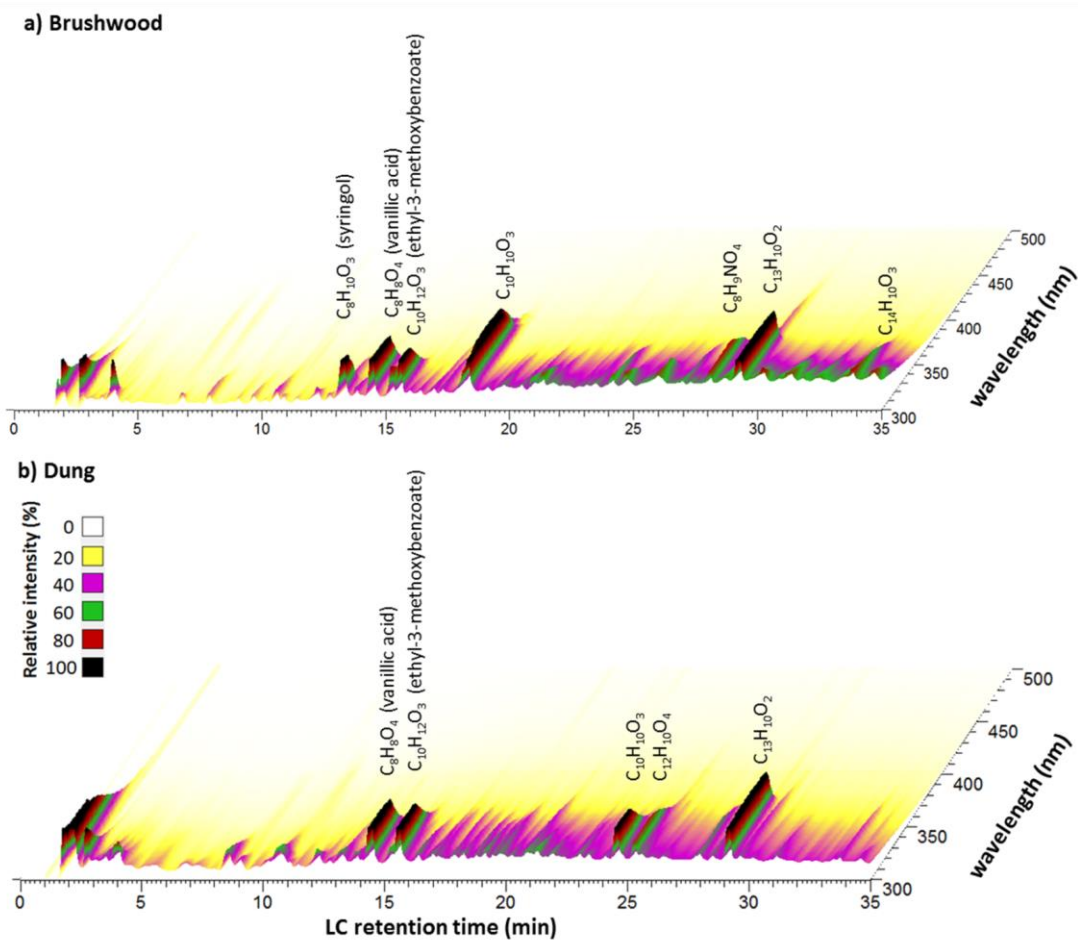 a) Brushwood
C₈H₁₀O₃ (syringol)
C₈H₈O₄ (vanillic acid)
C₁₀H₁₂O₃ (ethyl-3-methoxybenzoate)
C₁₀H₁₀O₃
C₈H₉NO₄
C₁₃H₁₀O₂
C₁₄H₁₀O₃
500
450
400
350
300
wavelength (nm)
0 5 10 15 20 25 30 35
b) Dung
Relative intensity (%)
0
20
40
60
80
100
C₈H₈O₄ (vanillic acid)
C₁₀H₁₂O₃ (ethyl-3-methoxybenzoate)
C₁₀H₁₀O₃
C₁₂H₁₀O₄
C₁₃H₁₀O₂
500
450
400
350
300
wavelength (nm)
0 5 10 15 20 25 30 35
LC retention time (min)